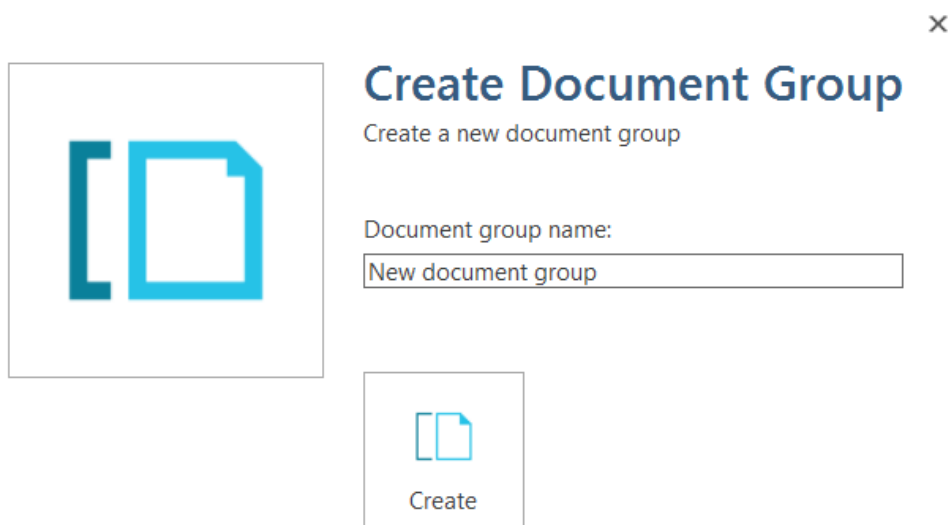 Create Document Group
Create a new document group
Document group name:
New document group
Create